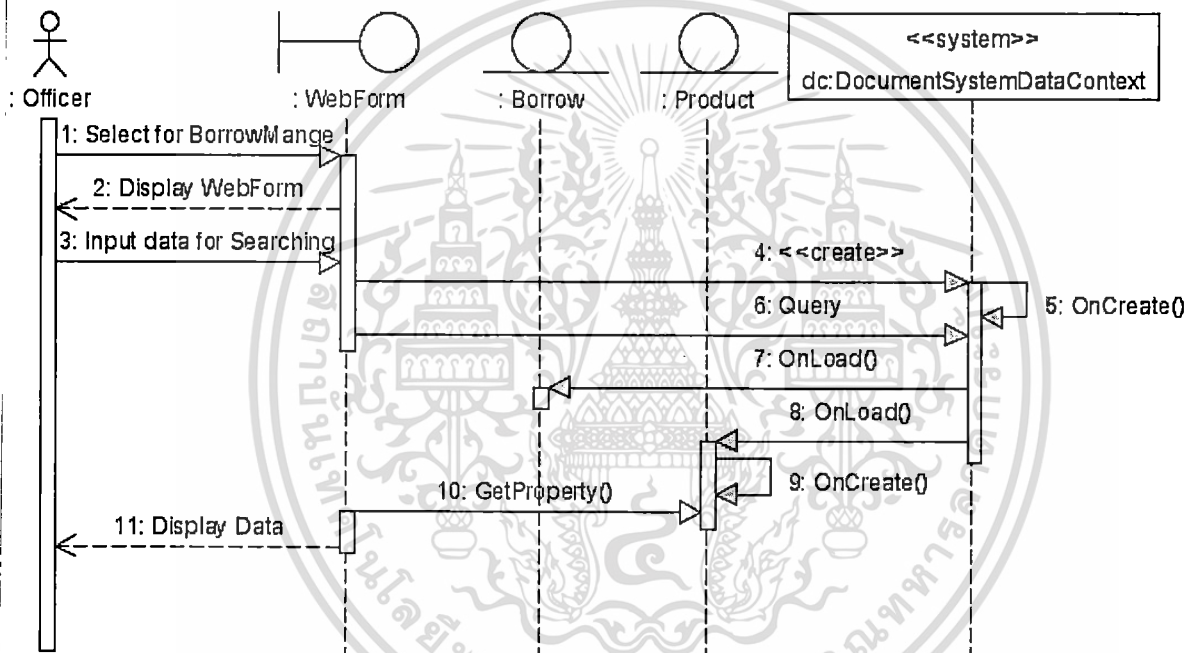 <<system>>
: Officer
: WebForm
: Borrow
: Product
dc:DocumentSystemDataContext
1: Select for BorrowMange
2: Display WebForm
3: Input data for Searching
4: <<create>>
5: OnCreate()
6: Query
7: OnLoad()
8: OnLoad()
9: OnCreate()
10: GetProperty()
11: Display Data